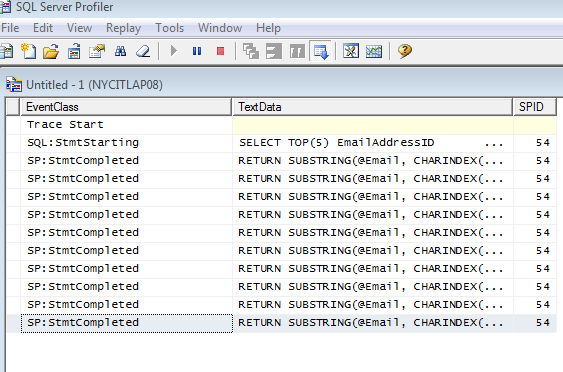 SQL Server Profiler
File Edit View Replay Tools Window Help
Untitled - 1 (NYCITLAP08)
EventClass TextData SPID
Trace Start
SQL:StmtStarting SELECT TOP(5) EmailAddressID ... 54
SP:StmtCompleted RETURN SUBSTRING(@Email, CHARINDEX(... 54
SP:StmtCompleted RETURN SUBSTRING(@Email, CHARINDEX(... 54
SP:StmtCompleted RETURN SUBSTRING(@Email, CHARINDEX(... 54
SP:StmtCompleted RETURN SUBSTRING(@Email, CHARINDEX(... 54
SP:StmtCompleted RETURN SUBSTRING(@Email, CHARINDEX(... 54
SP:StmtCompleted RETURN SUBSTRING(@Email, CHARINDEX(... 54
SP:StmtCompleted RETURN SUBSTRING(@Email, CHARINDEX(... 54
SP:StmtCompleted RETURN SUBSTRING(@Email, CHARINDEX(... 54
SP:StmtCompleted RETURN SUBSTRING(@Email, CHARINDEX(... 54
SP:StmtCompleted RETURN SUBSTRING(@Email, CHARINDEX(... 54